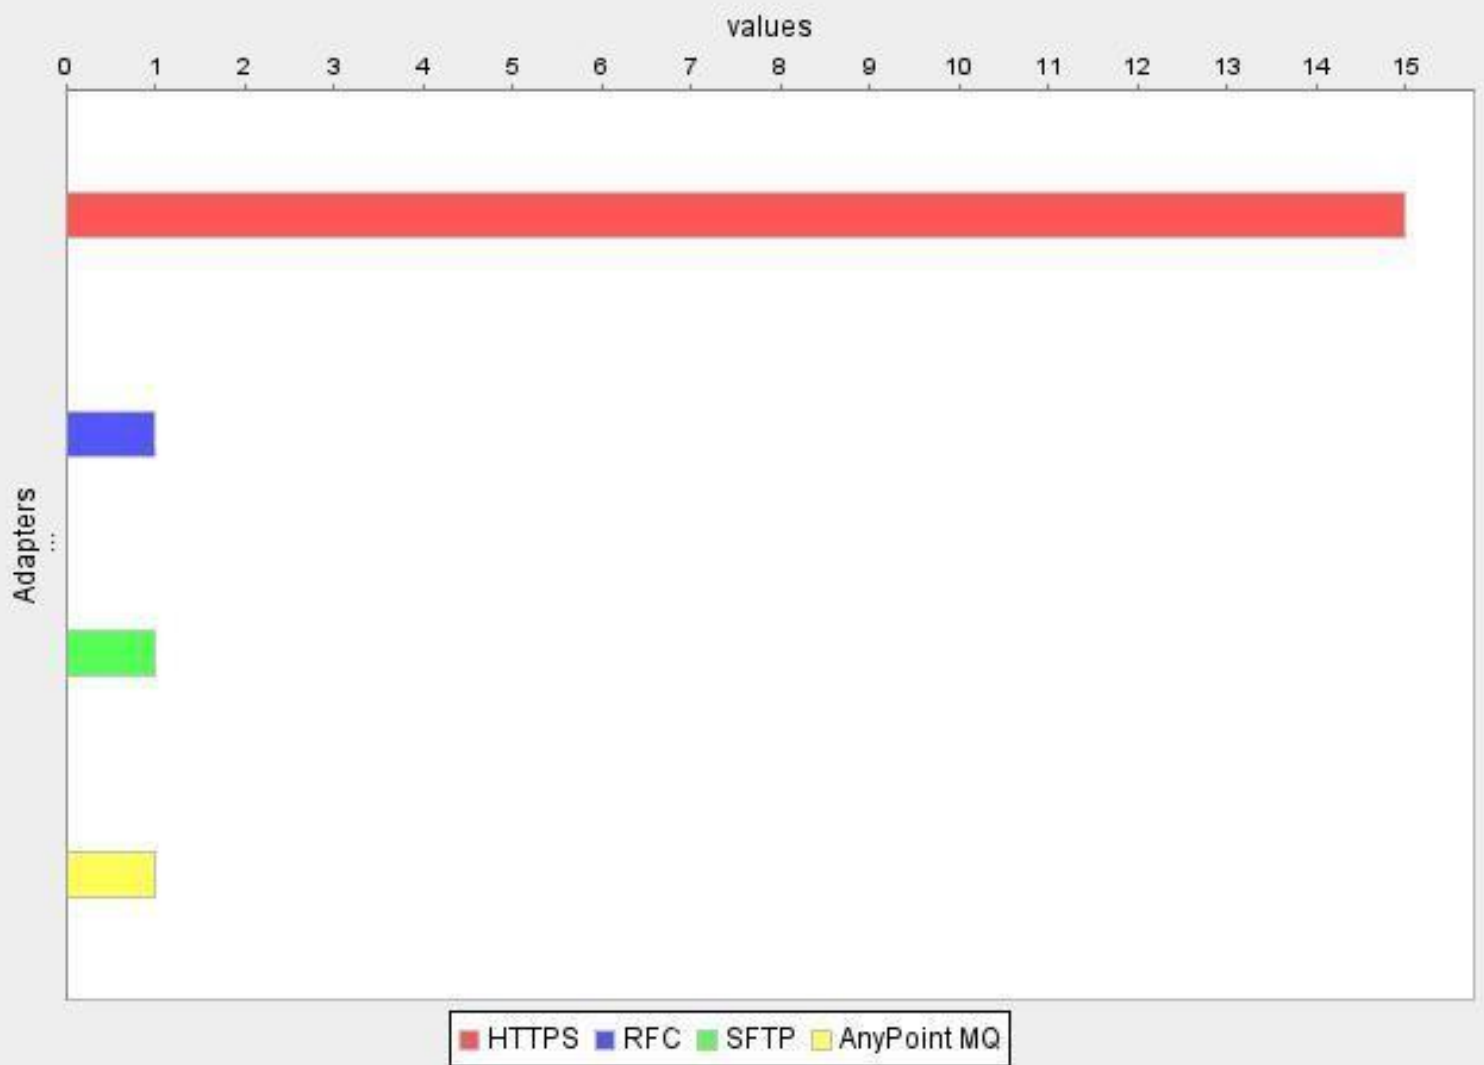 values
0 1 2 3 4 5 6 7 8 9 10 11 12 13 14 15
Adapters
...
HTTPS RFC SFTP AnyPoint MQ